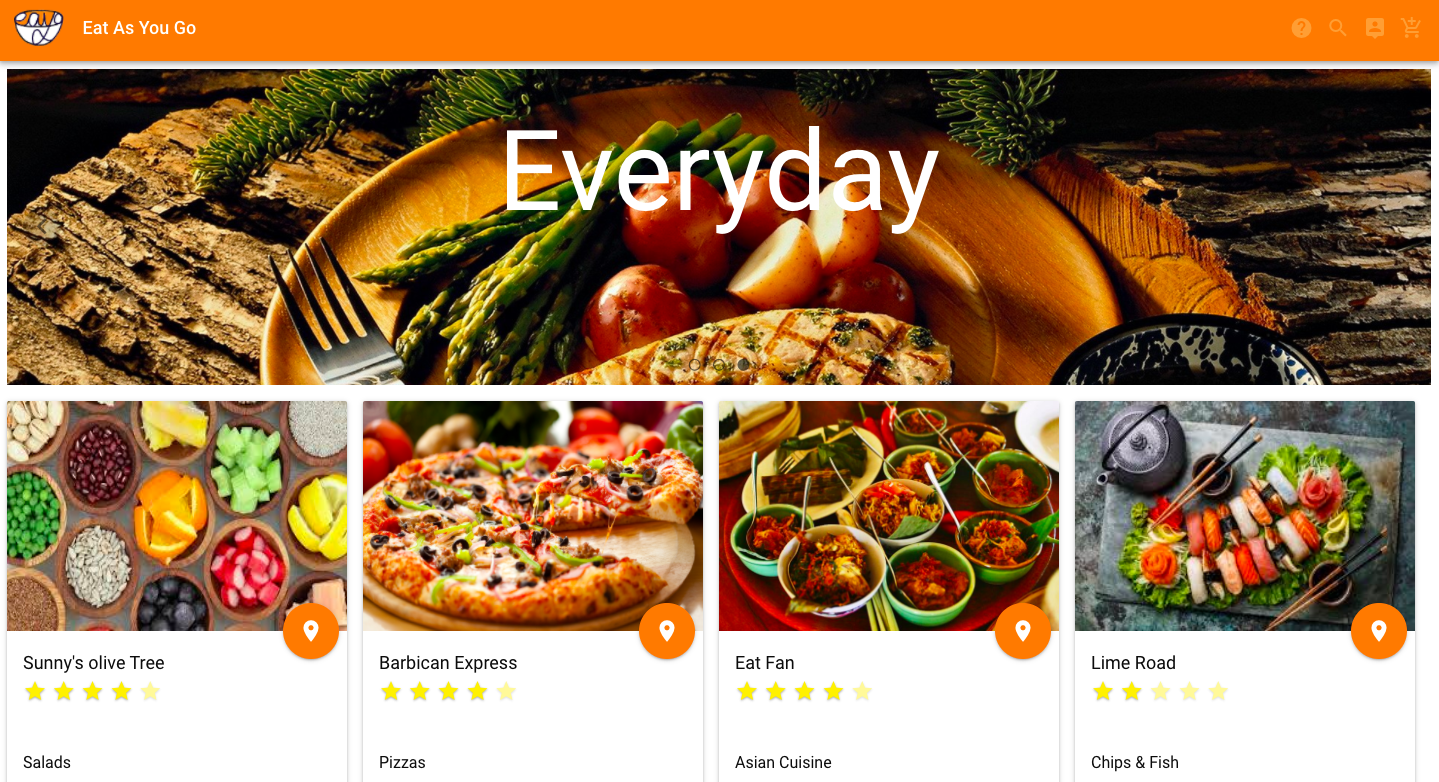 Eat As You Go
Everyday
Sunny's olive Tree
Barbican Express
Eat Fan
Lime Road
Salads
Pizzas
Asian Cuisine
Chips & Fish